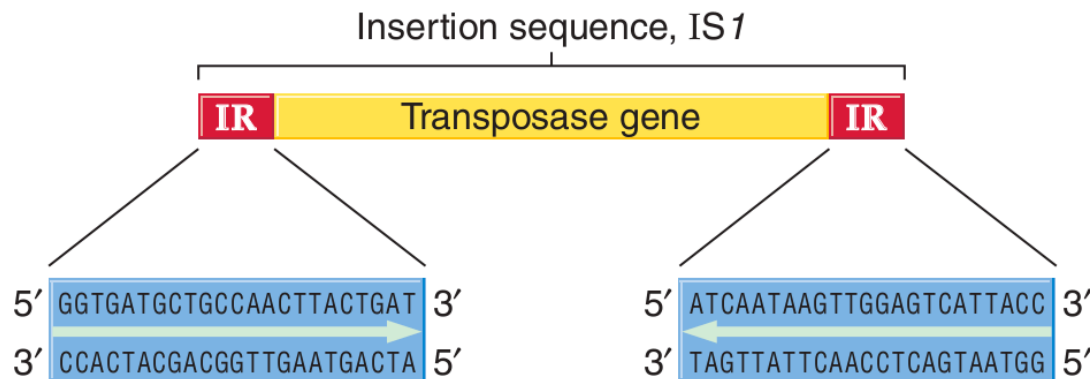 Insertion sequence, IS1
IR Transposase gene IR
5′ GGTGATGCTGCCAACTTACTGAT 3′ 5′ ATCAATAAGTTGGAGTCATTACC 3′
3′ CCACTACGACGGTTGAATGACTA 5′ 3′ TAGTTATTCAACCTCAGTAATGG 5′